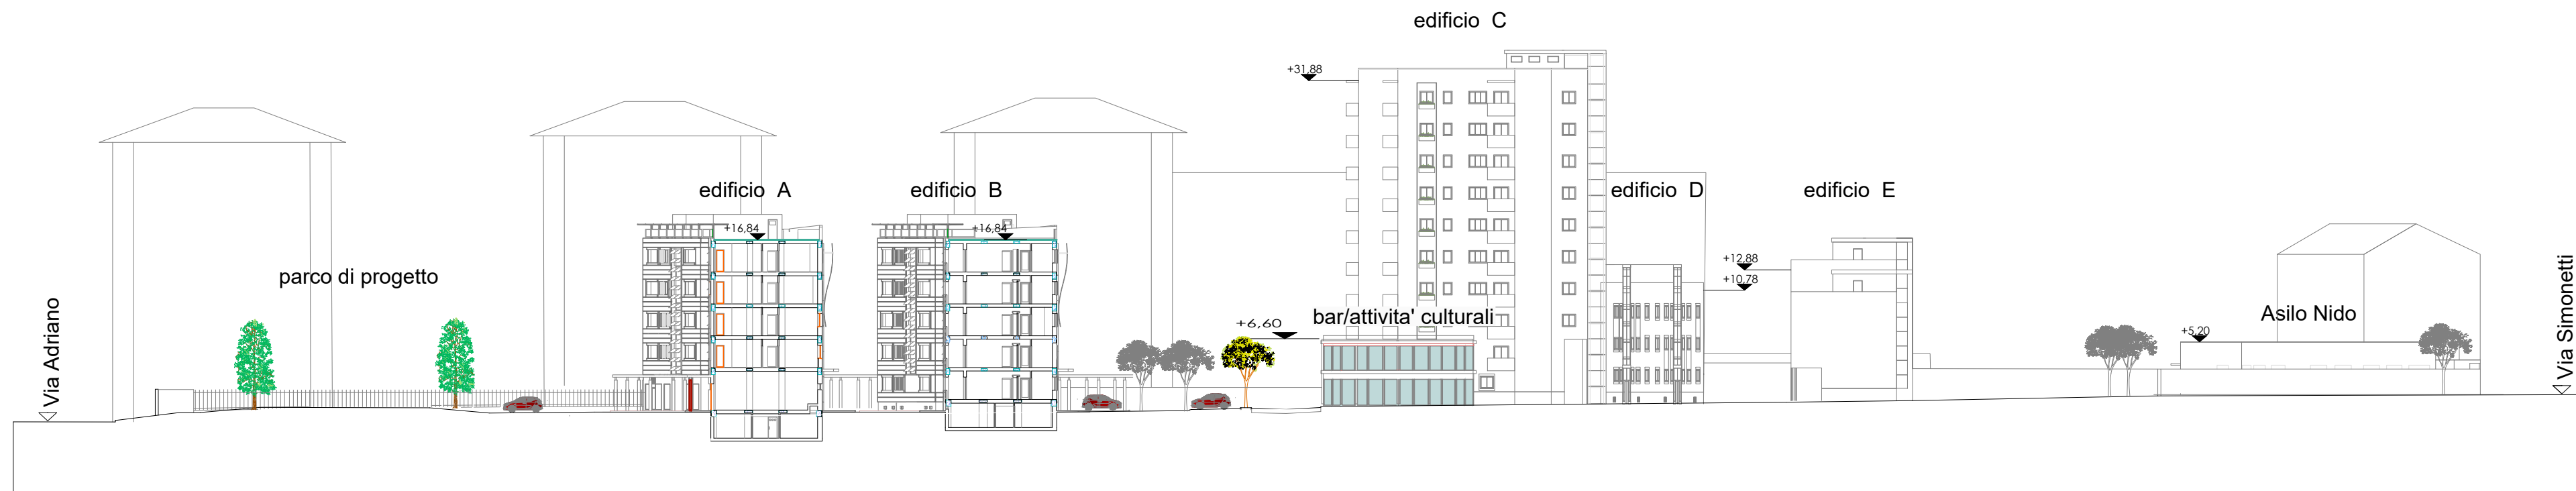 edificio C
+31,88
edificio A
edificio B
edificio D
edificio E
+16,84
+16,84
parco di progetto
+12,88
+10,78
Via Adriano
+6,60
bar/attivita' culturali
+5,20
Asilo Nido
Via Simonetti